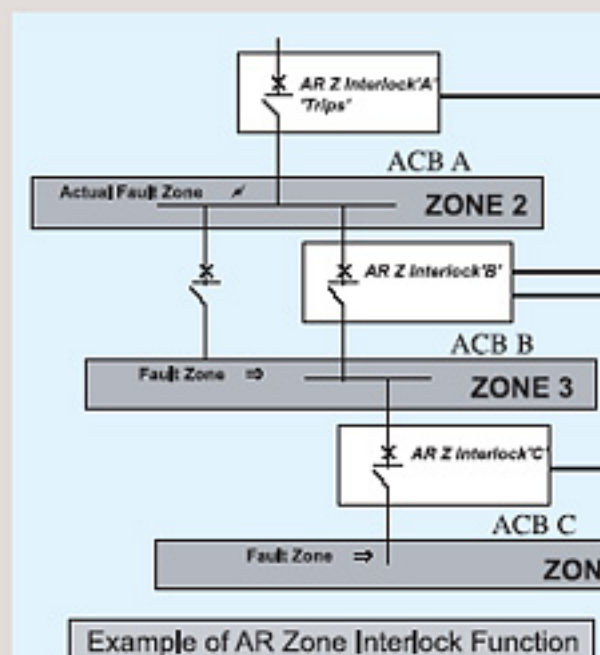 AR Z Interlock'A'
'Trips'
ACB A
Actual Fault Zone
ZONE 2
AR Z Interlock'B'
ACB B
Fault Zone ⇒
ZONE 3
AR Z Interlock'C'
ACB C
Fault Zone ⇒
ZON
Example of AR Zone Interlock Function